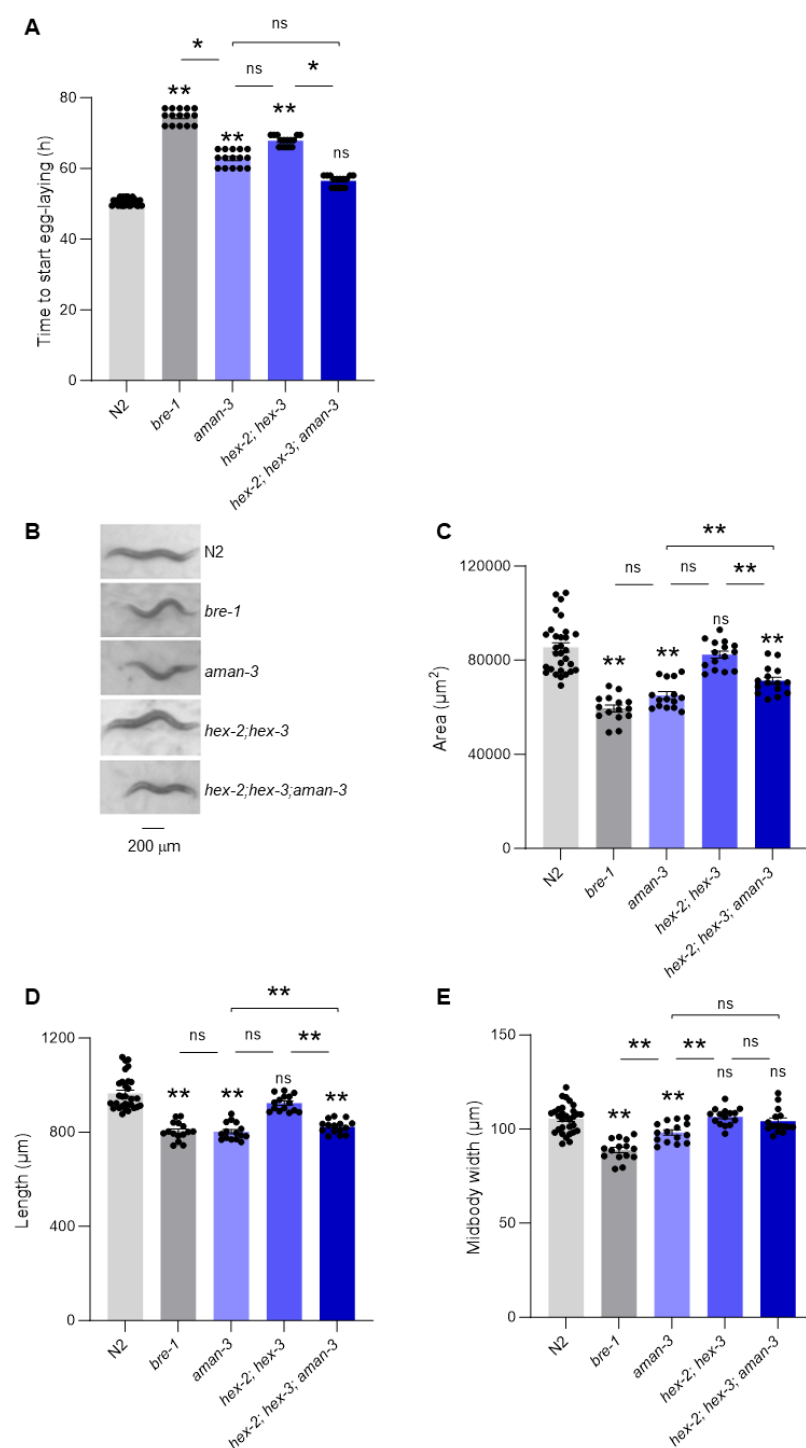 A
ns
*
ns
*
**
**
**
ns
Time to start egg-laying (h)
80
60
40
20
0
N2
bre-1
aman-3
hex-2; hex-3
hex-2; hex-3; aman-3
B
N2
bre-1
aman-3
hex-2;hex-3
hex-2;hex-3;aman-3
200 μm
C
**
ns
ns
**
**
**
ns
**
Area (µm²)
120000
80000
40000
0
N2
bre-1
aman-3
hex-2; hex-3
hex-2; hex-3; aman-3
D
**
ns
ns
**
**
**
ns
**
Length (µm)
1200
800
400
0
N2
bre-1
aman-3
hex-2; hex-3
hex-2; hex-3; aman-3
E
ns
**
**
ns
**
**
ns
ns
Midbody width (µm)
150
100
50
0
N2
bre-1
aman-3
hex-2; hex-3
hex-2; hex-3; aman-3